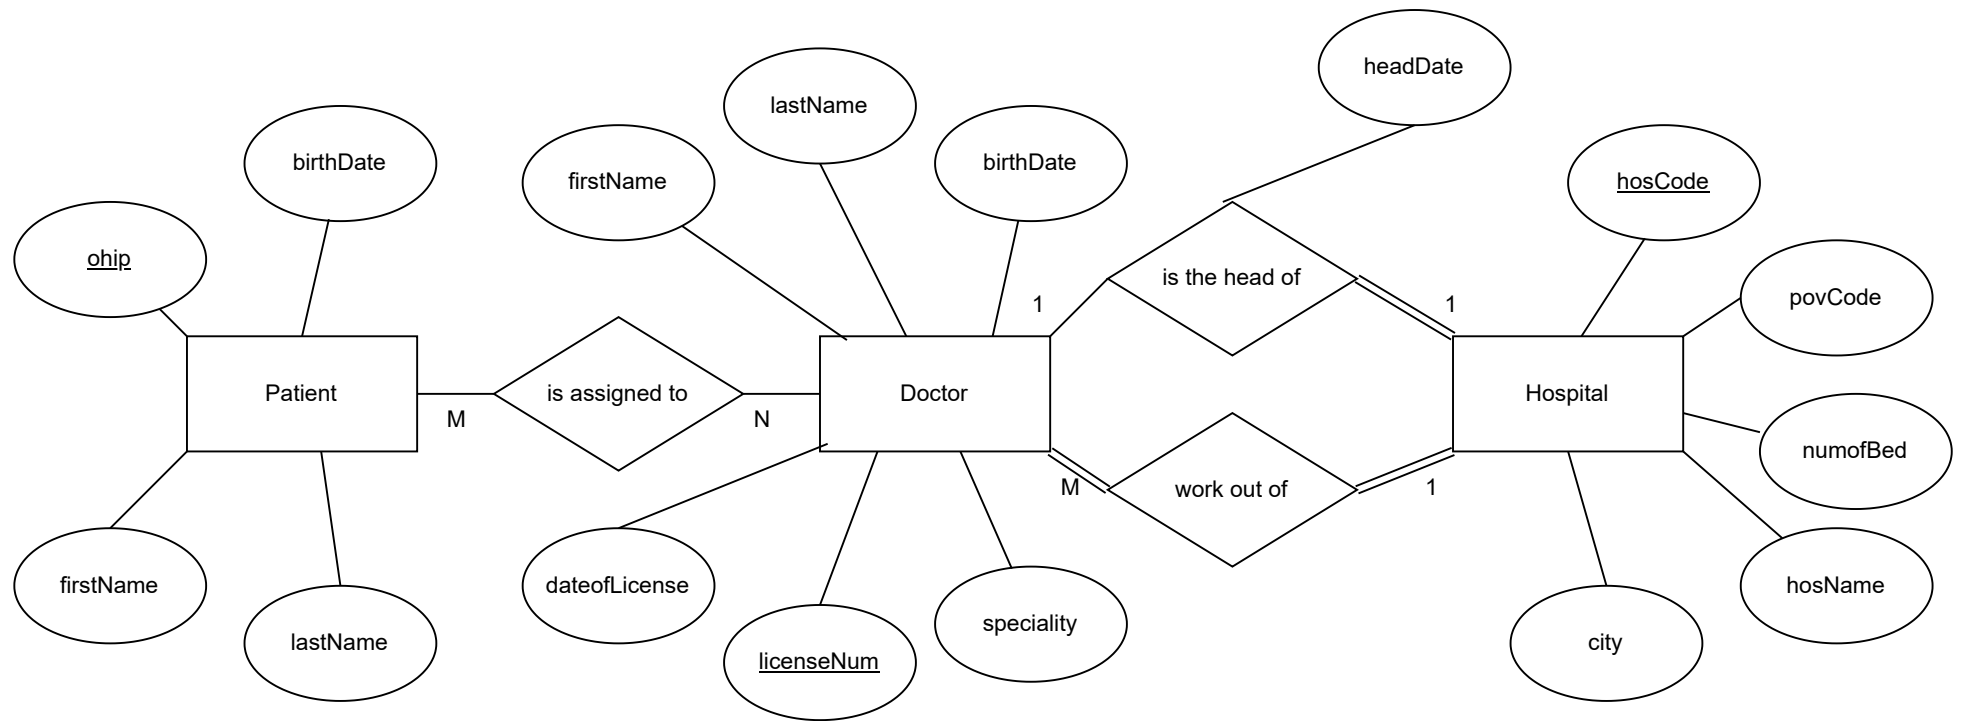 headDate
lastName
birthDate
birthDate
firstName
hosCode
ohip
is the head of
povCode
1
1
Patient
is assigned to
Doctor
Hospital
M
N
numofBed
M
work out of
1
firstName
dateofLicense
hosName
speciality
lastName
city
licenseNum